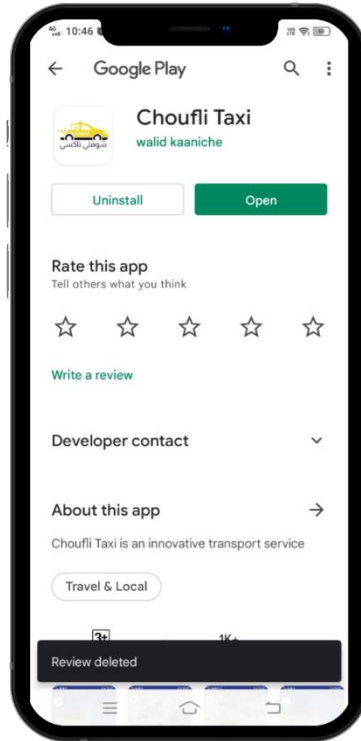 10:46
Google Play
Choufli Taxi
شوفلي تاكسي
walid kaaniche
Uninstall
Open
Rate this app
Tell others what you think
Write a review
Developer contact
About this app
Choufli Taxi is an innovative transport service
Travel & Local
3+
1K+
Review deleted